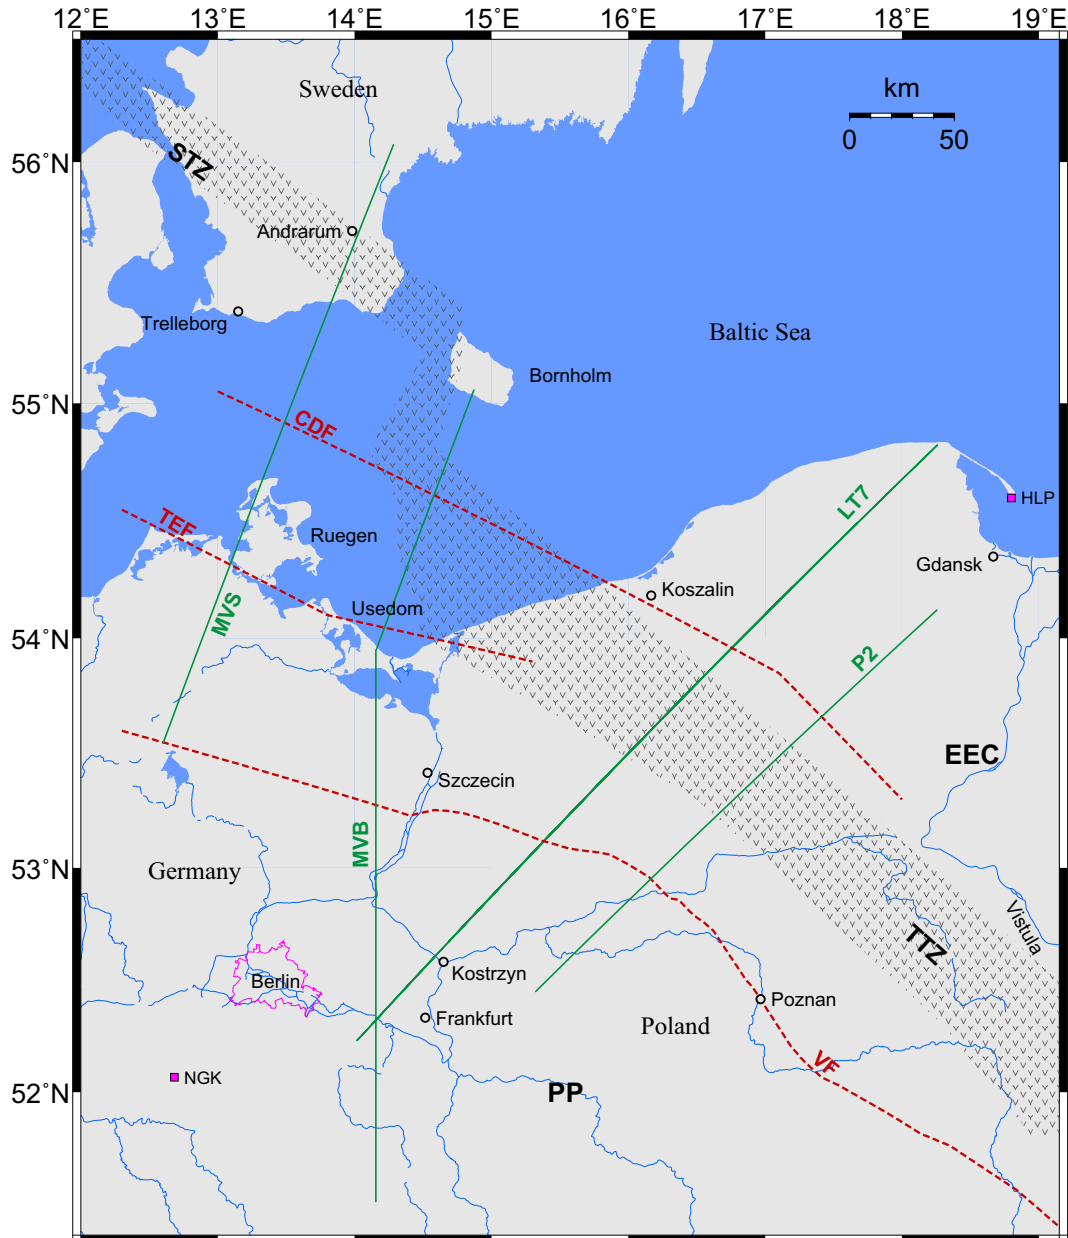 12°E 13°E 14°E 15°E 16°E 17°E 18°E 19°E
Sweden
km
0 50
STZ
56°N
Andrarum
Trelleborg
Baltic Sea
Bornholm
55°N
CDF
LT7
HLP
TEF
Ruegen
Gdansk
Koszalin
Usedom
MVS
54°N
P2
EEC
Szczecin
MVB
Germany
53°N
Vistula
TTZ
Kostrzyn
Berlin
Poznan
Frankfurt
Poland
VF
NGK
52°N
PP